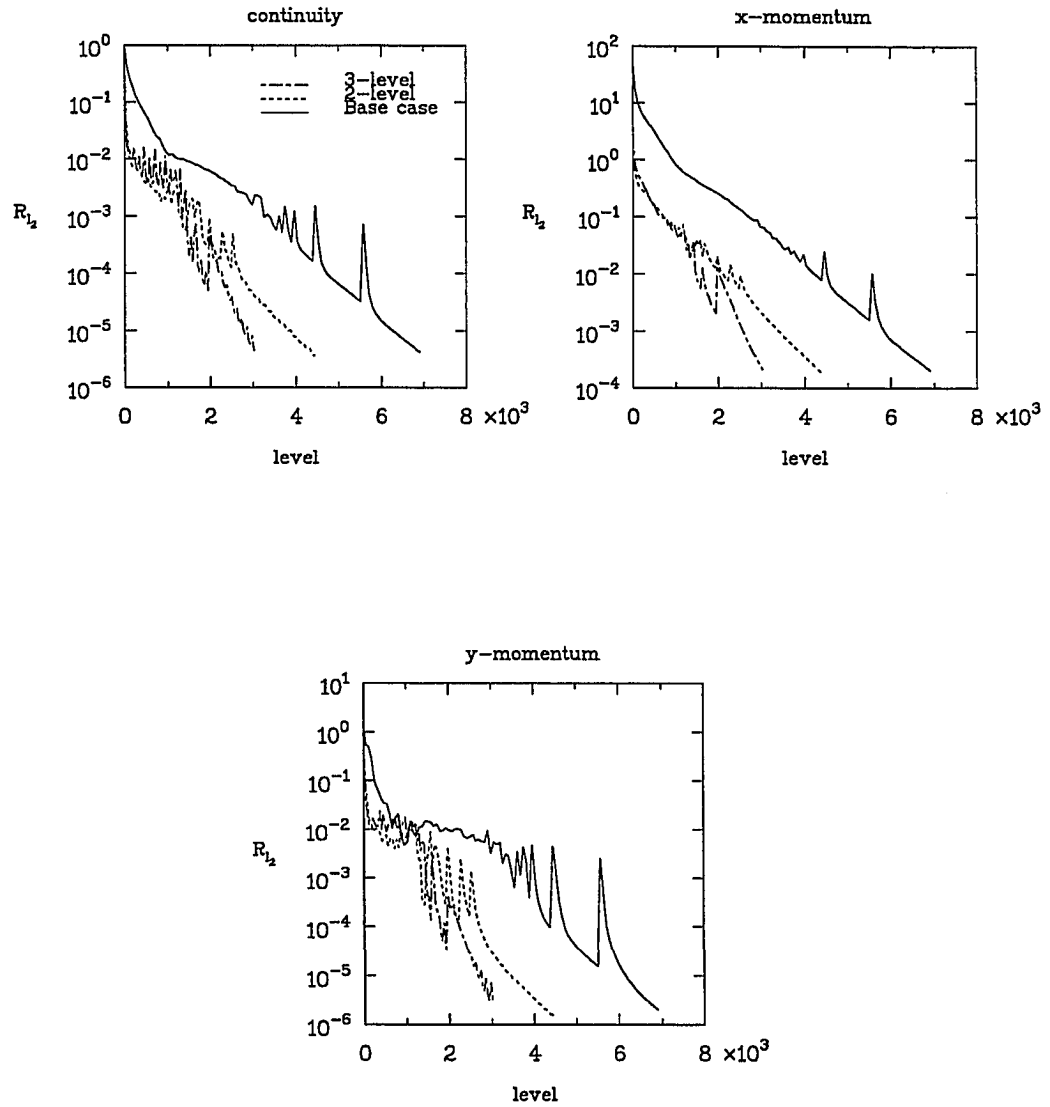 continuity
10^0
10^-1
10^-2
10^-3
10^-4
10^-5
10^-6
R_l2
3-level
2-level
Base case
0 2 4 6 8 ×10^3
level
x-momentum
10^2
10^1
10^0
10^-1
10^-2
10^-3
10^-4
R_l2
0 2 4 6 8 ×10^3
level
y-momentum
10^1
10^0
10^-1
10^-2
10^-3
10^-4
10^-5
10^-6
R_l2
0 2 4 6 8 ×10^3
level